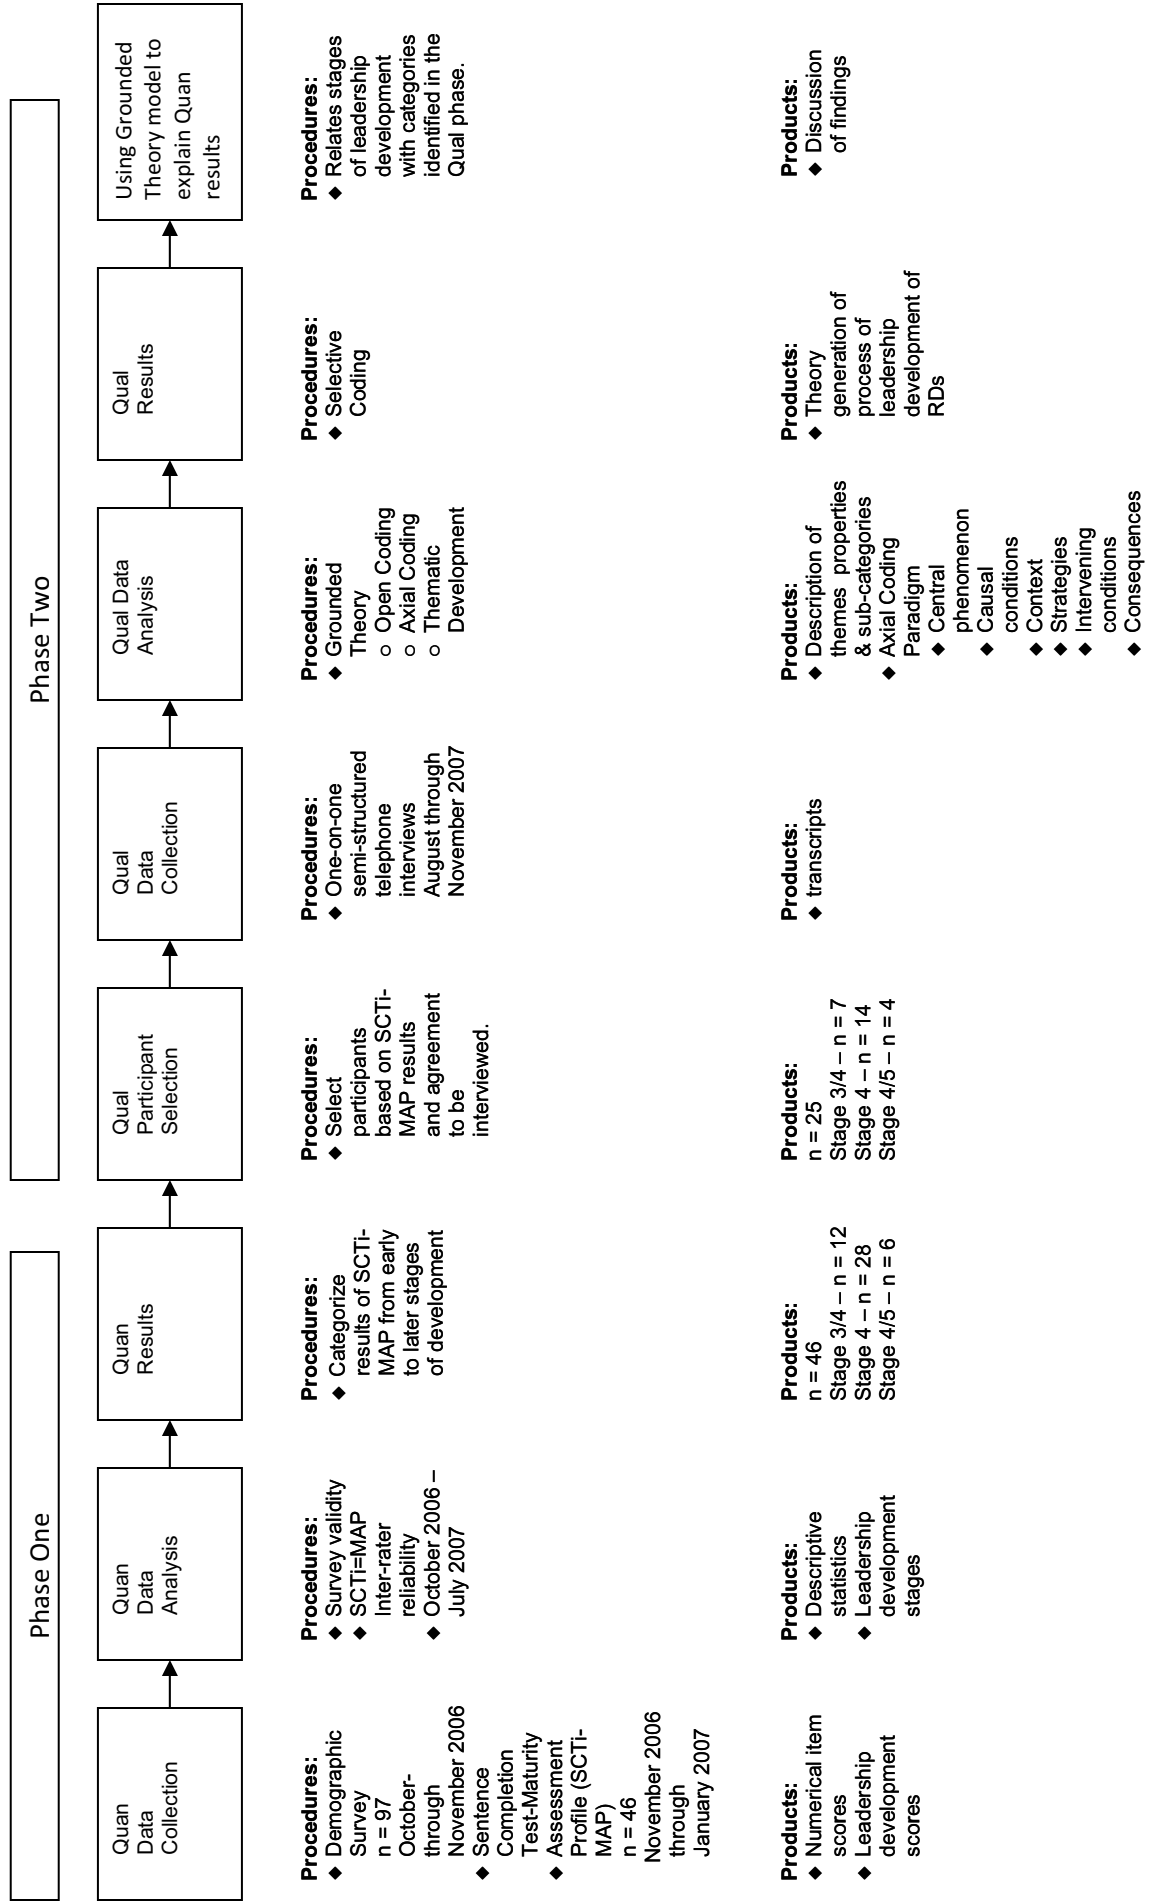 Phase One
Phase Two
Quan
Data
Collection
Quan
Data
Analysis
Quan
Results
Qual
Participant
Selection
Qual
Data
Collection
Qual Data
Analysis
Qual
Results
Using Grounded
Theory model to
explain Quan
results
Procedures:
◆ Demographic
Survey
n = 97
October-
through
November 2006
◆ Sentence
Completion
Test-Maturity
◆ Assessment
Profile (SCTi-
MAP)
n = 46
November 2006
through
January 2007
Procedures:
◆ Survey validity
◆ SCTi=MAP
Inter-rater
reliability
◆ October 2006 –
July 2007
Procedures:
◆ Categorize
results of SCTi-
MAP from early
to later stages
of development
Procedures:
◆ Select
participants
based on SCTi-
MAP results
and agreement
to be
interviewed.
Procedures:
◆ One-on-one
semi-structured
telephone
interviews
August through
November 2007
Procedures:
◆ Grounded
Theory
○ Open Coding
○ Axial Coding
○ Thematic
Development
Procedures:
◆ Selective
Coding
Procedures:
◆ Relates stages
of leadership
development
with categories
identified in the
Qual phase.
Products:
◆ Numerical item
scores
◆ Leadership
development
scores
Products:
◆ Descriptive
statistics
◆ Leadership
development
stages
Products:
n = 46
Stage 3/4 – n = 12
Stage 4 – n = 28
Stage 4/5 – n = 6
Products:
n = 25
Stage 3/4 – n = 7
Stage 4 – n = 14
Stage 4/5 – n = 4
Products:
◆ transcripts
Products:
◆ Description of
themes properties
& sub-categories
◆ Axial Coding
Paradigm
◆ Central
phenomenon
◆ Causal
conditions
◆ Context
◆ Strategies
◆ Intervening
conditions
◆ Consequences
Products:
◆ Theory
generation of
process of
leadership
development of
RDs
Products:
◆ Discussion
of findings